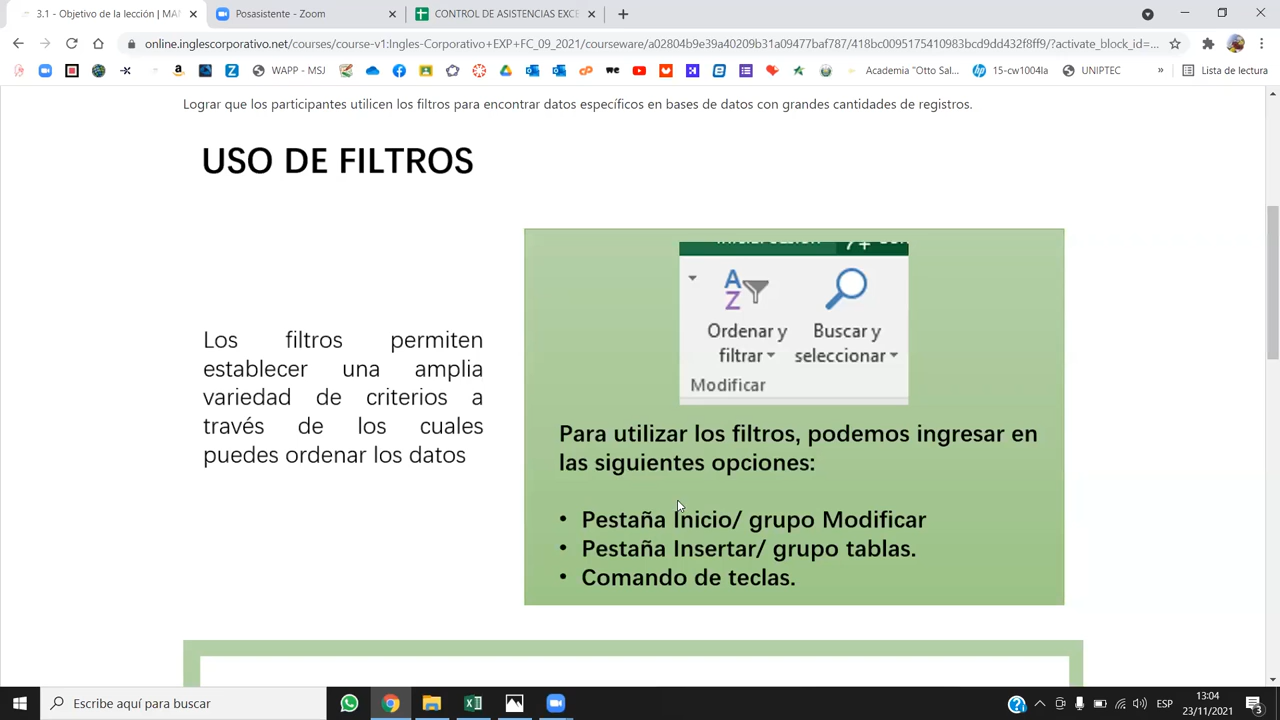 3.1 - Objetivo de la lección | MAN
Posasistente - Zoom
CONTROL DE ASISTENCIAS EXCE
online.inglescorporativo.net/courses/course-v1:Ingles-Corporativo+EXP+FC_09_2021/courseware/a02804b9e39a40209b31a09477baf787/418bc0095175410983bcd9dd432f8ff9/?activate_block_id=...
WAPP - MSJ
Academia "Otto Sal...
15-cw1004la
UNIPTEC
»
Lista de lectura
Lograr que los participantes utilicen los filtros para encontrar datos específicos en bases de datos con grandes cantidades de registros.
USO DE FILTROS
Los filtros permiten
establecer una amplia
variedad de criterios a
través de los cuales
puedes ordenar los datos
Ordenar y
filtrar
Buscar y
seleccionar
Modificar
Para utilizar los filtros, podemos ingresar en
las siguientes opciones:
• Pestaña Inicio/ grupo Modificar
• Pestaña Insertar/ grupo tablas.
• Comando de teclas.
Escribe aquí para buscar
ESP
13:04
23/11/2021
3